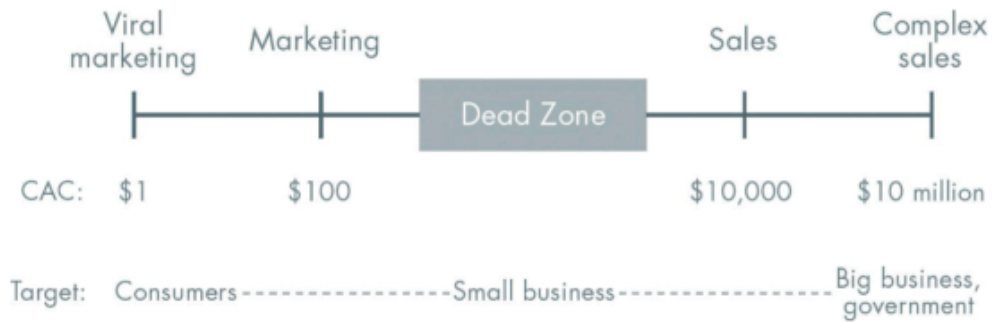 Viral
marketing
Marketing
Sales
Complex
sales
Dead Zone
CAC: $1 $100 $10,000 $10 million
Target: Consumers Small business Big business,
government